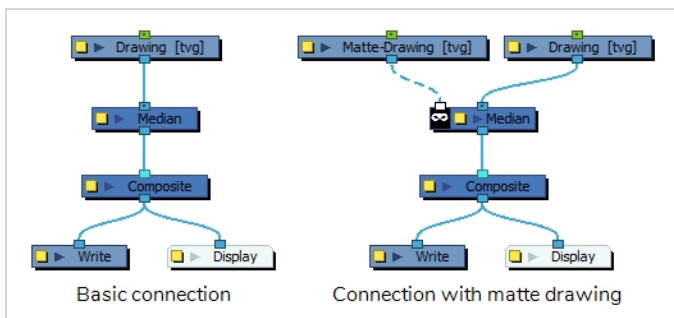 Drawing [tvg]
Median
Composite
Write
Display
Basic connection
Matte-Drawing [tvg]
Drawing [tvg]
Median
Composite
Write
Display
Connection with matte drawing